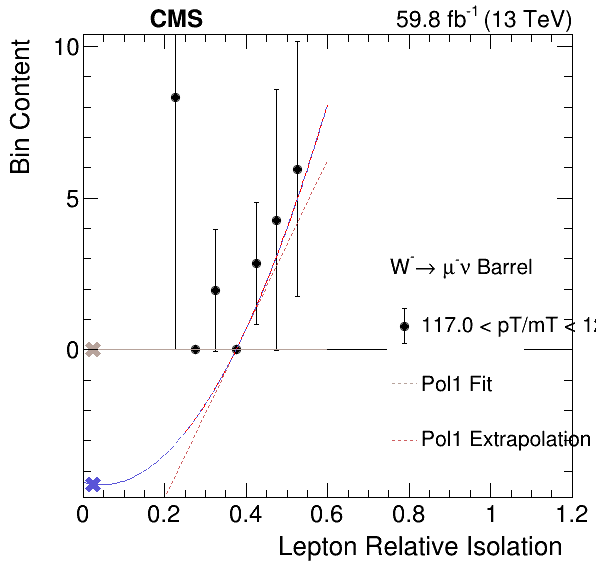 CMS
59.8 fb-1 (13 TeV)
Bin Content
10
5
0
W-→ μ-ν Barrel
117.0 < pT/mT < 12
Pol1 Fit
Pol1 Extrapolation
0 0.2 0.4 0.6 0.8 1 1.2
Lepton Relative Isolation